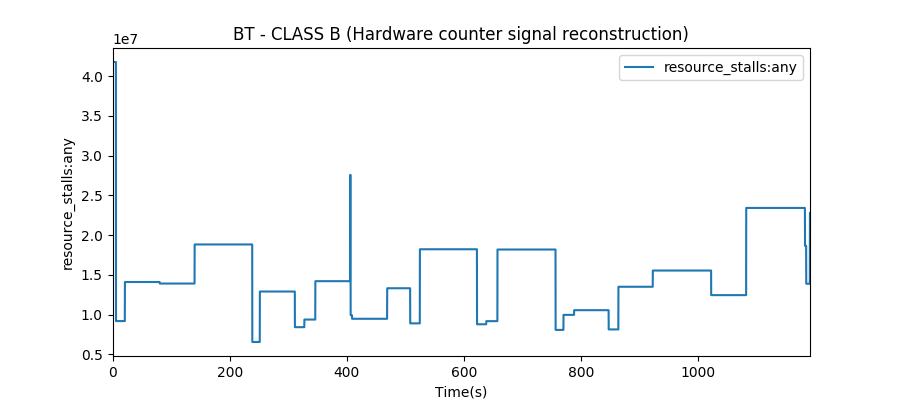 BT - CLASS B (Hardware counter signal reconstruction)
1e7
resource_stalls:any
4.0
3.5
3.0
2.5
2.0
1.5
1.0
0.5
resource_stalls:any
0 200 400 600 800 1000
Time(s)